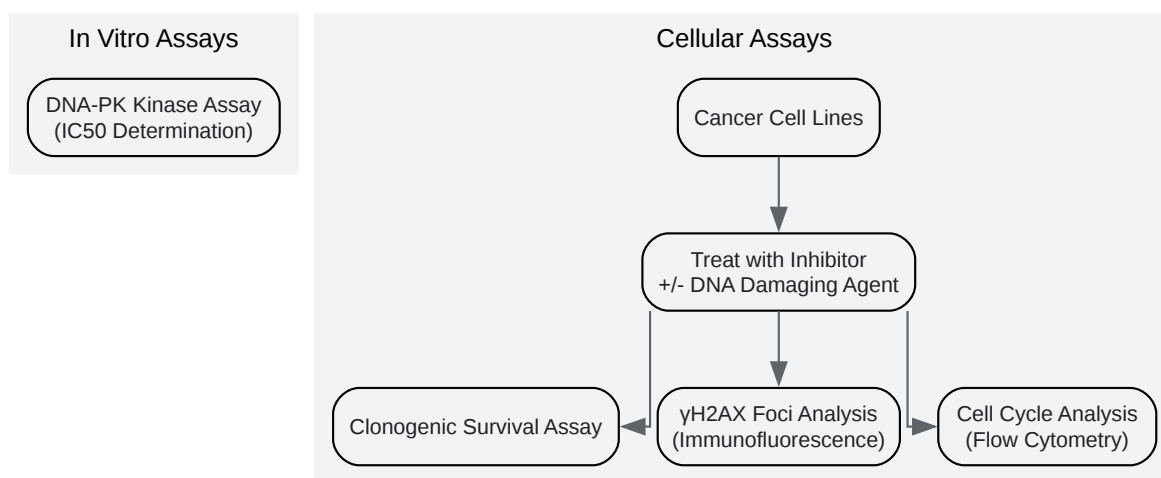 In Vitro Assays
DNA-PK Kinase Assay
(IC50 Determination)
Cellular Assays
Cancer Cell Lines
Treat with Inhibitor
+/- DNA Damaging Agent
Clonogenic Survival Assay
γH2AX Foci Analysis
(Immunofluorescence)
Cell Cycle Analysis
(Flow Cytometry)